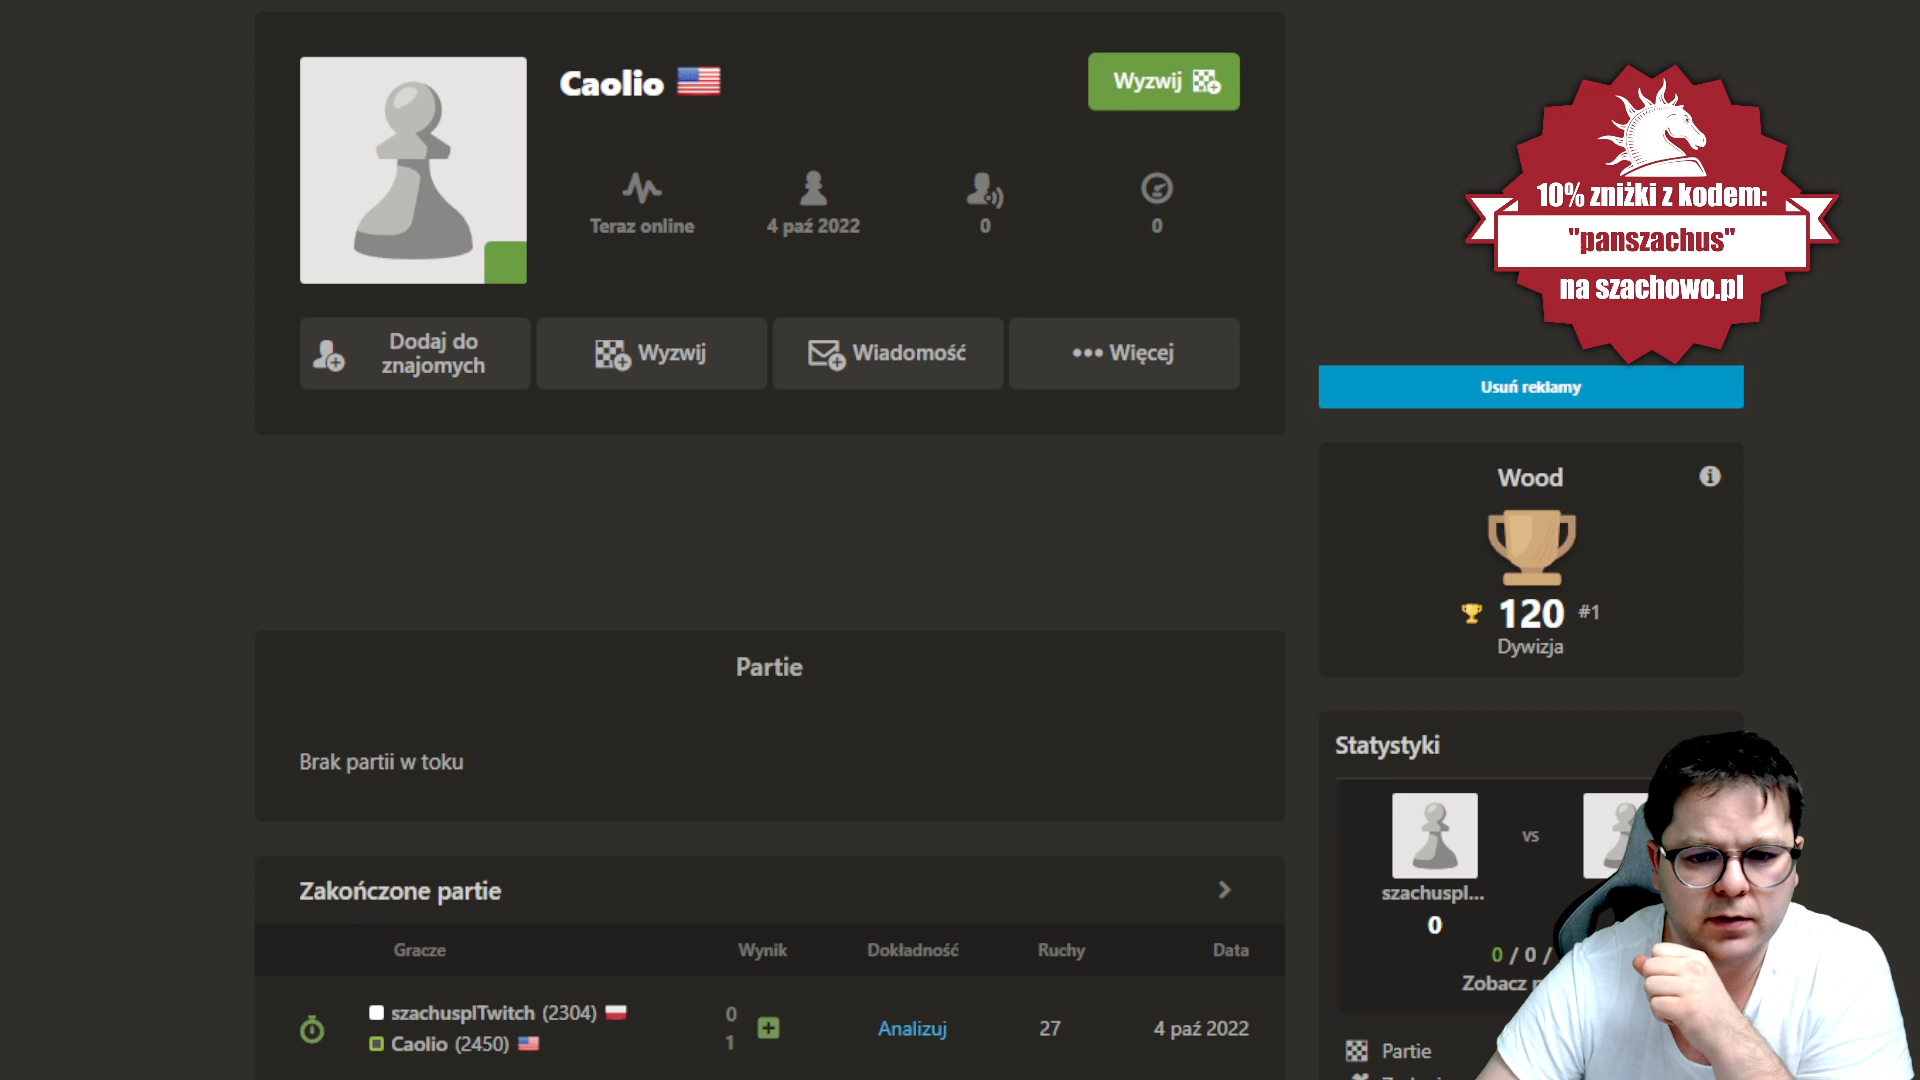 Caolio
Wyzwij
Teraz online
4 paź 2022
0
0
Dodaj do
znajomych
Wyzwij
Wiadomość
Więcej
10% zniżki z kodem:
"panszachus"
na szachowo.pl
Usuń reklamy
Wood
120 #1
Dywizja
Partie
Brak partii w toku
Statystyki
vs
szachuspl...
0
0 / 0 /
Zobacz
Partie
Zakończone partie
Gracze Wynik Dokładność Ruchy Data
szachusplTwitch (2304) 0
Caolio (2450) 1
Analizuj 27 4 paź 2022